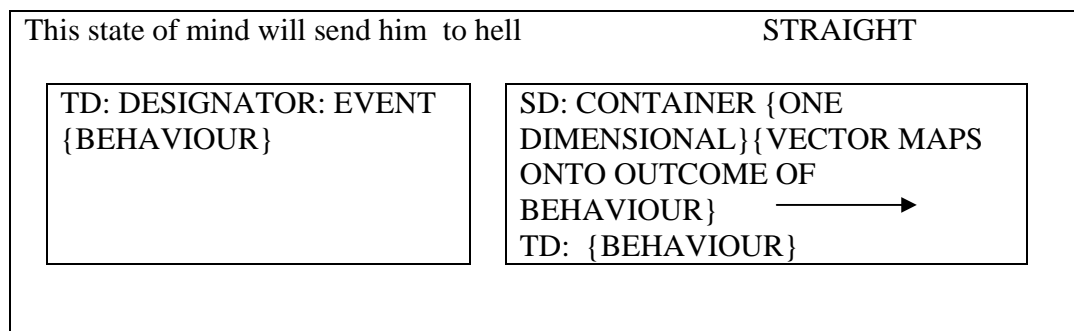 This state of mind will send him  to hell STRAIGHT
TD: DESIGNATOR: EVENT
{BEHAVIOUR}
SD: CONTAINER {ONE
DIMENSIONAL}{VECTOR MAPS
ONTO OUTCOME OF
BEHAVIOUR}
TD:  {BEHAVIOUR}